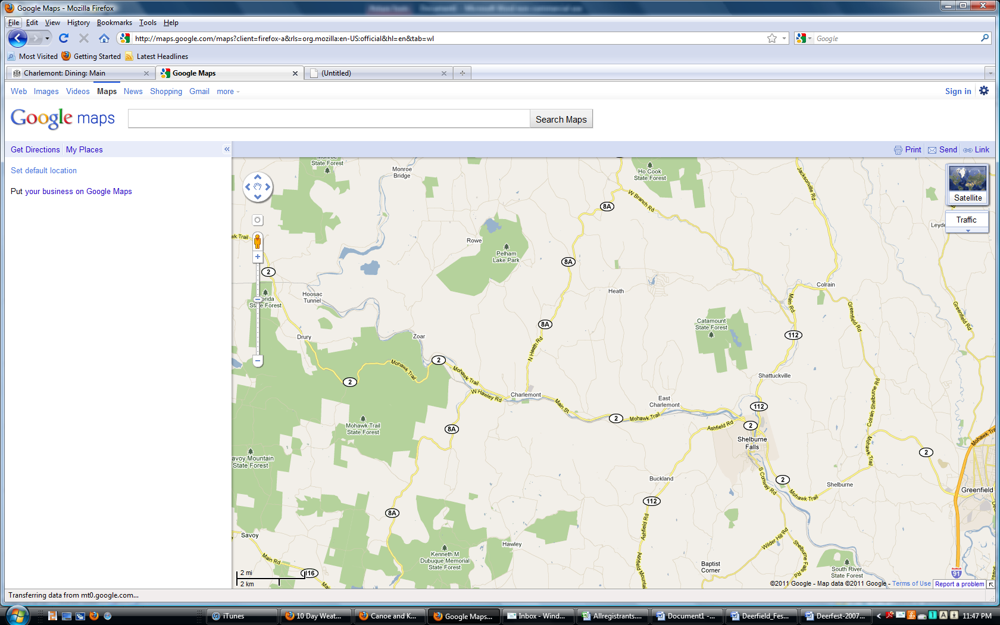 Google Maps - Mozilla Firefox
File Edit View History Bookmarks Tools Help
http://maps.google.com/maps?client=firefox-a&rls=org.mozilla:en-US:official&hl=en&tab=wl
Google
Most Visited Getting Started Latest Headlines
Charlemont: Dining: Main
Google Maps
(Untitled)
Web Images Videos Maps News Shopping Gmail more
Sign in
Google maps
Search Maps
Get Directions My Places
Print Send Link
Set default location
Put your business on Google Maps
Monroe
State Forest
Monroe
Bridge
Ho Cook
State Forest
Jacksonville Rd
Satellite
Traffic
W Branch Rd
8A
Leyde
wk Trail
Rowe
Pelham
Lake Park
8A
2
Hoosac
Tunnel
Heath
Colrain
orida
State Forest
Main Rd
Greenfield Rd
Greenfield Rd
Catamount
State Forest
8A
112
Drury
Zoar
N Heath Rd
2
Mohawk Trail
Mohawk Trail
2
W Hawley Rd
Charlemont
Shattuckville
Colrain Shelburne Rd
East
Charlemont
Main St
112
2
Mohawk Trail
Ashfield Rd
2
Mohawk Trail
State Forest
8A
Shelburne
Falls
Mohawk Trail
Mohawk Tra
2
avoy Mountain
State Forest
Buckland
S Conway Rd
2
Mohawk Trail
Shelburne
Greenfield
112
8A
Ashfield Rd
Savoy
Hawley
Wilder Hill Rd
Shelburne Falls Rd
Main Rd
Kenneth M
Dubuque Memorial
State Forest
Ashfield Mountain
Baptist
Corner
South River
State Forest
91
116
2 mi
2 km
©2011 Google - Map data ©2011 Google - Terms of Use
Report a problem
Transferring data from mt0.google.com...
iTunes
10 Day Weat...
Canoe and K...
Google Maps...
Inbox - Wind...
Allregistrants....
Document1 -...
Deerfield_Fes...
Deerfest-2007...
11:47 PM